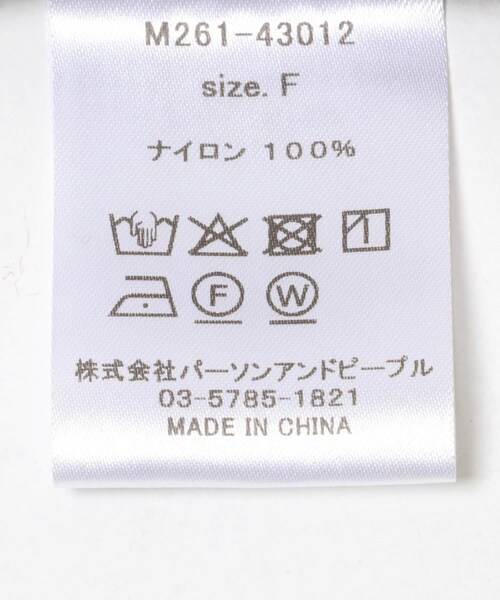 M261-43012
size. F
ナイロン 100%
F W
株式会社パーソンアンドピープル
03-5785-1821
MADE IN CHINA